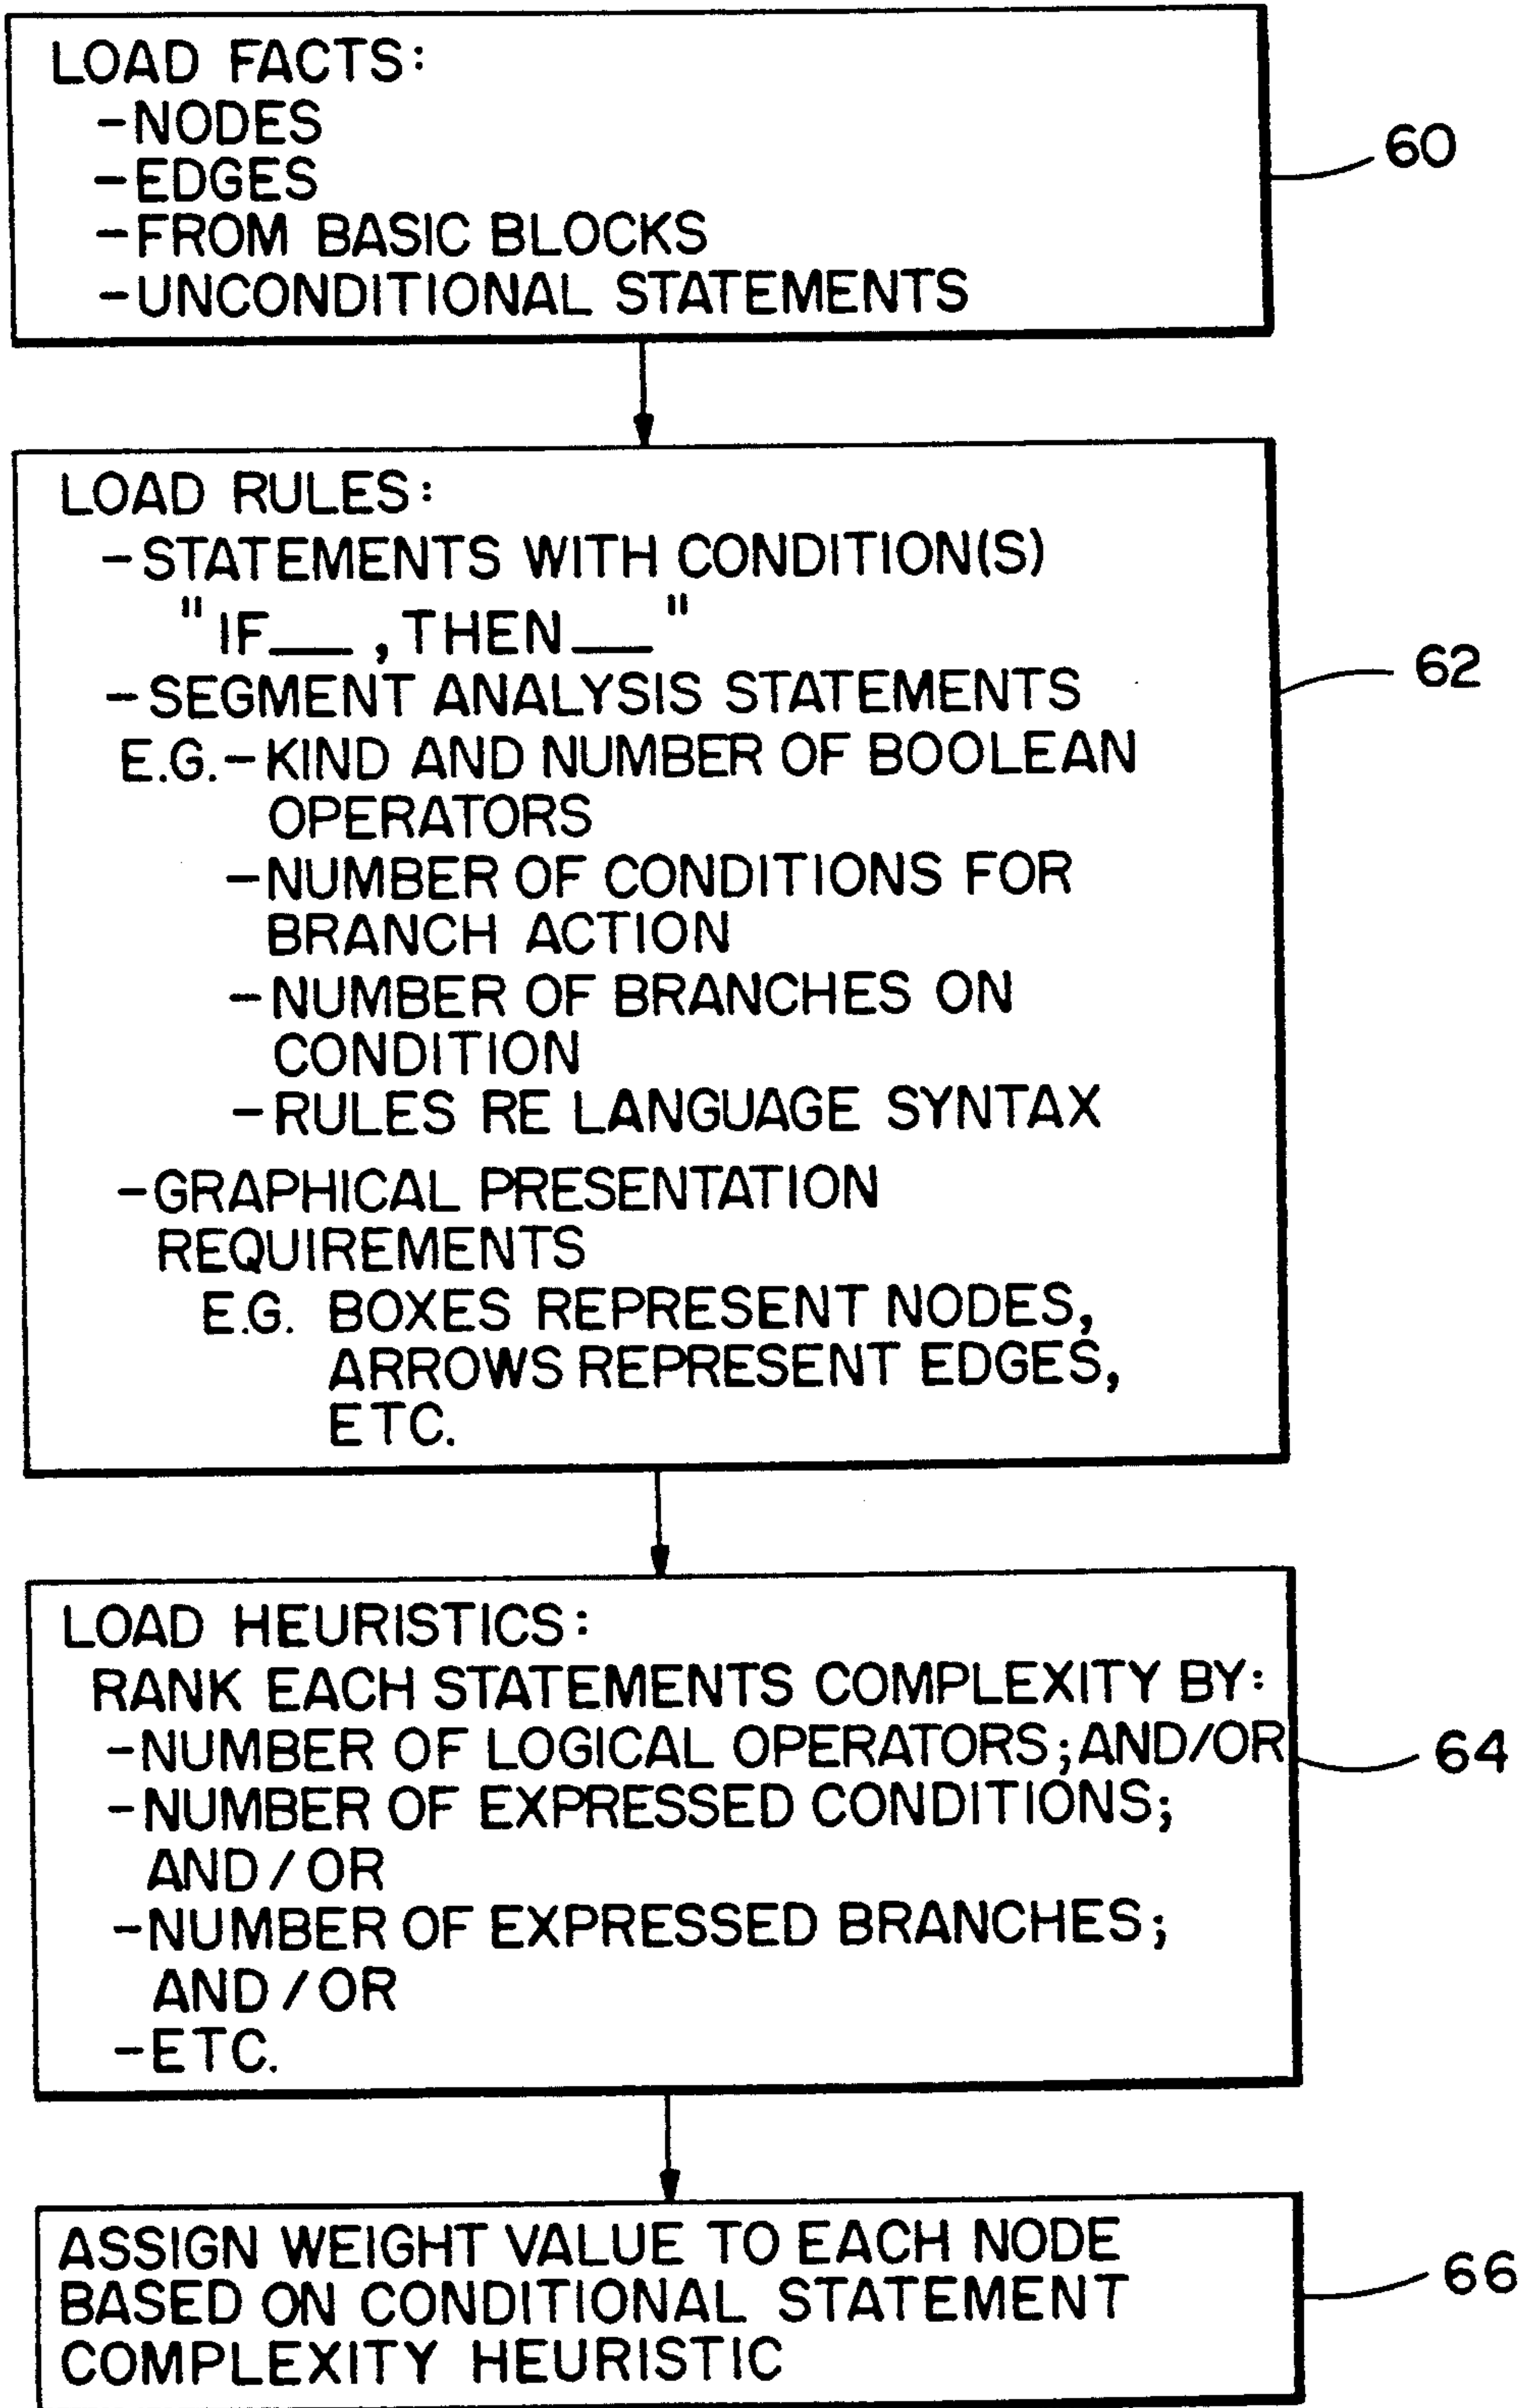 LOAD FACTS:
-NODES
-EDGES
-FROM BASIC BLOCKS
-UNCONDITIONAL STATEMENTS
60
LOAD RULES:
-STATEMENTS WITH CONDITION(S)
"IF__, THEN__"
-SEGMENT ANALYSIS STATEMENTS
62
E.G.-KIND AND NUMBER OF BOOLEAN
OPERATORS
-NUMBER OF CONDITIONS FOR
BRANCH ACTION
-NUMBER OF BRANCHES ON
CONDITION
-RULES RE LANGUAGE SYNTAX
-GRAPHICAL PRESENTATION
REQUIREMENTS
E.G. BOXES REPRESENT NODES,
ARROWS REPRESENT EDGES,
ETC.
LOAD HEURISTICS:
RANK EACH STATEMENTS COMPLEXITY BY:
-NUMBER OF LOGICAL OPERATORS; AND/OR
64
-NUMBER OF EXPRESSED CONDITIONS;
AND/OR
-NUMBER OF EXPRESSED BRANCHES;
AND/OR
-ETC.
ASSIGN WEIGHT VALUE TO EACH NODE
66
BASED ON CONDITIONAL STATEMENT
COMPLEXITY HEURISTIC